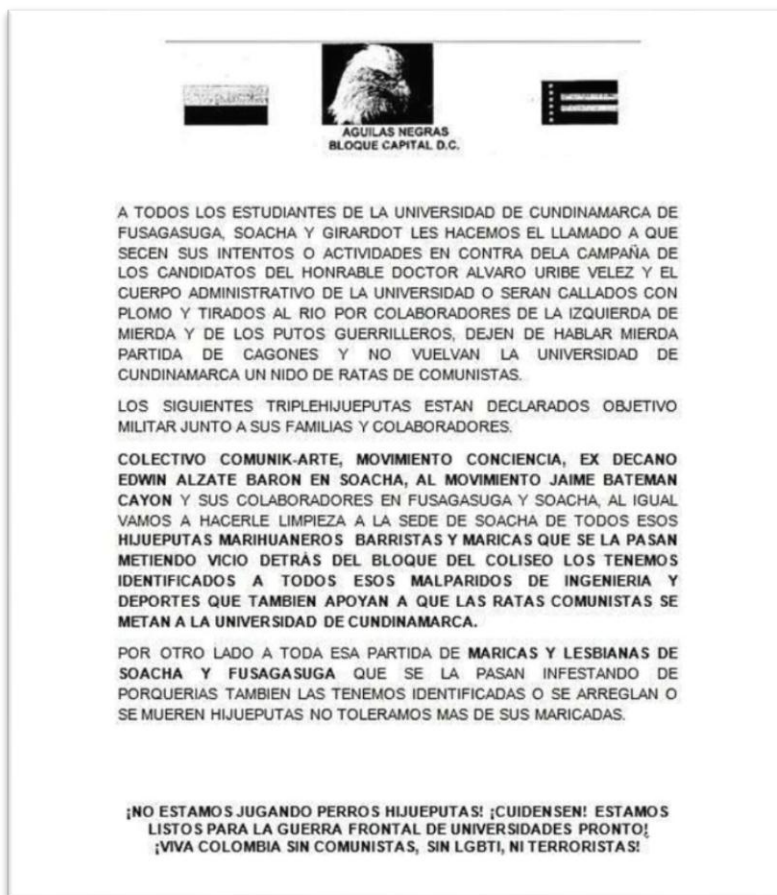 AGUILAS NEGRAS
BLOQUE CAPITAL D.C.
A TODOS LOS ESTUDIANTES DE LA UNIVERSIDAD DE CUNDINAMARCA DE
FUSAGASUGA, SOACHA Y GIRARDOT LES HACEMOS EL LLAMADO A QUE
SECEN SUS INTENTOS O ACTIVIDADES EN CONTRA DELA CAMPAÑA DE
LOS CANDIDATOS DEL HONRABLE DOCTOR ALVARO URIBE VELEZ Y EL
CUERPO ADMINISTRATIVO DE LA UNIVERSIDAD O SERAN CALLADOS CON
PLOMO Y TIRADOS AL RIO POR COLABORADORES DE LA IZQUIERDA DE
MIERDA Y DE LOS PUTOS GUERRILLEROS, DEJEN DE HABLAR MIERDA
PARTIDA DE CAGONES Y NO VUELVAN LA UNIVERSIDAD DE
CUNDINAMARCA UN NIDO DE RATAS DE COMUNISTAS.
LOS SIGUIENTES TRIPLEHIJUEPUTAS ESTAN DECLARADOS OBJETIVO
MILITAR JUNTO A SUS FAMILIAS Y COLABORADORES.
COLECTIVO COMUNIK-ARTE, MOVIMIENTO CONCIENCIA, EX DECANO
EDWIN ALZATE BARON EN SOACHA, AL MOVIMIENTO JAIME BATEMAN
CAYON Y SUS COLABORADORES EN FUSAGASUGA Y SOACHA, AL IGUAL
VAMOS A HACERLE LIMPIEZA A LA SEDE DE SOACHA DE TODOS ESOS
HIJUEPUTAS MARIHUANEROS BARRISTAS Y MARICAS QUE SE LA PASAN
METIENDO VICIO DETRÁS DEL BLOQUE DEL COLISEO LOS TENEMOS
IDENTIFICADOS A TODOS ESOS MALPARIDOS DE INGENIERIA Y
DEPORTES QUE TAMBIEN APOYAN A QUE LAS RATAS COMUNISTAS SE
METAN A LA UNIVERSIDAD DE CUNDINAMARCA.
POR OTRO LADO A TODA ESA PARTIDA DE MARICAS Y LESBIANAS DE
SOACHA Y FUSAGASUGA QUE SE LA PASAN INFESTANDO DE
PORQUERIAS TAMBIEN LAS TENEMOS IDENTIFICADAS O SE ARREGLAN O
SE MUEREN HIJUEPUTAS NO TOLERAMOS MAS DE SUS MARICADAS.
¡NO ESTAMOS JUGANDO PERROS HIJUEPUTAS! ¡CUIDENSEN! ESTAMOS
LISTOS PARA LA GUERRA FRONTAL DE UNIVERSIDADES PRONTO!
¡VIVA COLOMBIA SIN COMUNISTAS, SIN LGBTI, NI TERRORISTAS!